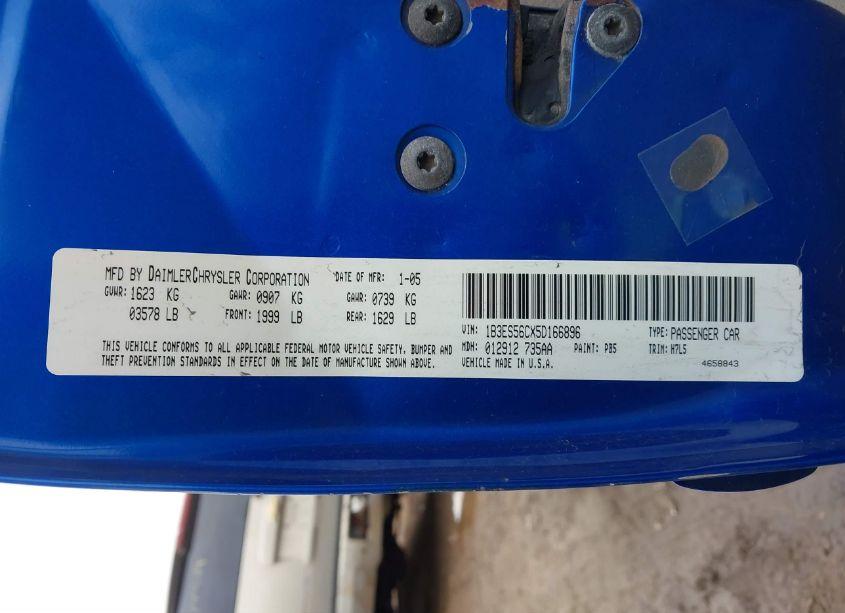 MFD BY DAIMLERCHRYSLER CORPORATION DATE OF MFR: 1-05
GVWR: 1623 KG GAWR: 0907 KG GAWR: 0739 KG
03578 LB FRONT: 1999 LB REAR: 1629 LB
THIS VEHICLE CONFORMS TO ALL APPLICABLE FEDERAL MOTOR VEHICLE SAFETY, BUMPER AND
THEFT PREVENTION STANDARDS IN EFFECT ON THE DATE OF MANUFACTURE SHOWN ABOVE.
VIN: 1B3ES56CX5D166896 TYPE: PASSENGER CAR
MDH: 012912 735AA PAINT: PB5 TRIM: H7L5
VEHICLE MADE IN U.S.A. 4658843